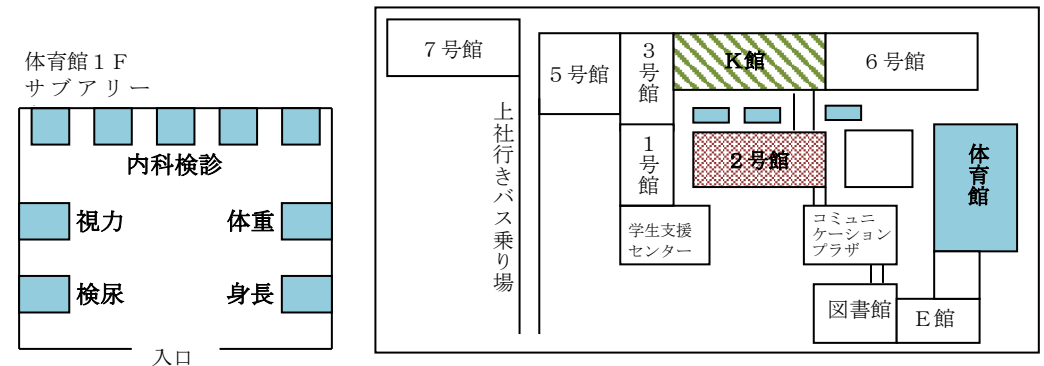 体育館１Ｆ
サブアリー
内科検診
視力
体重
検尿
身長
入口
７号館
上社行きバス乗り場
５号館
３号館
Ｋ館
６号館
１号館
２号館
体育館
学生支援
センター
コミュニ
ケーション
プラザ
図書館
Ｅ館